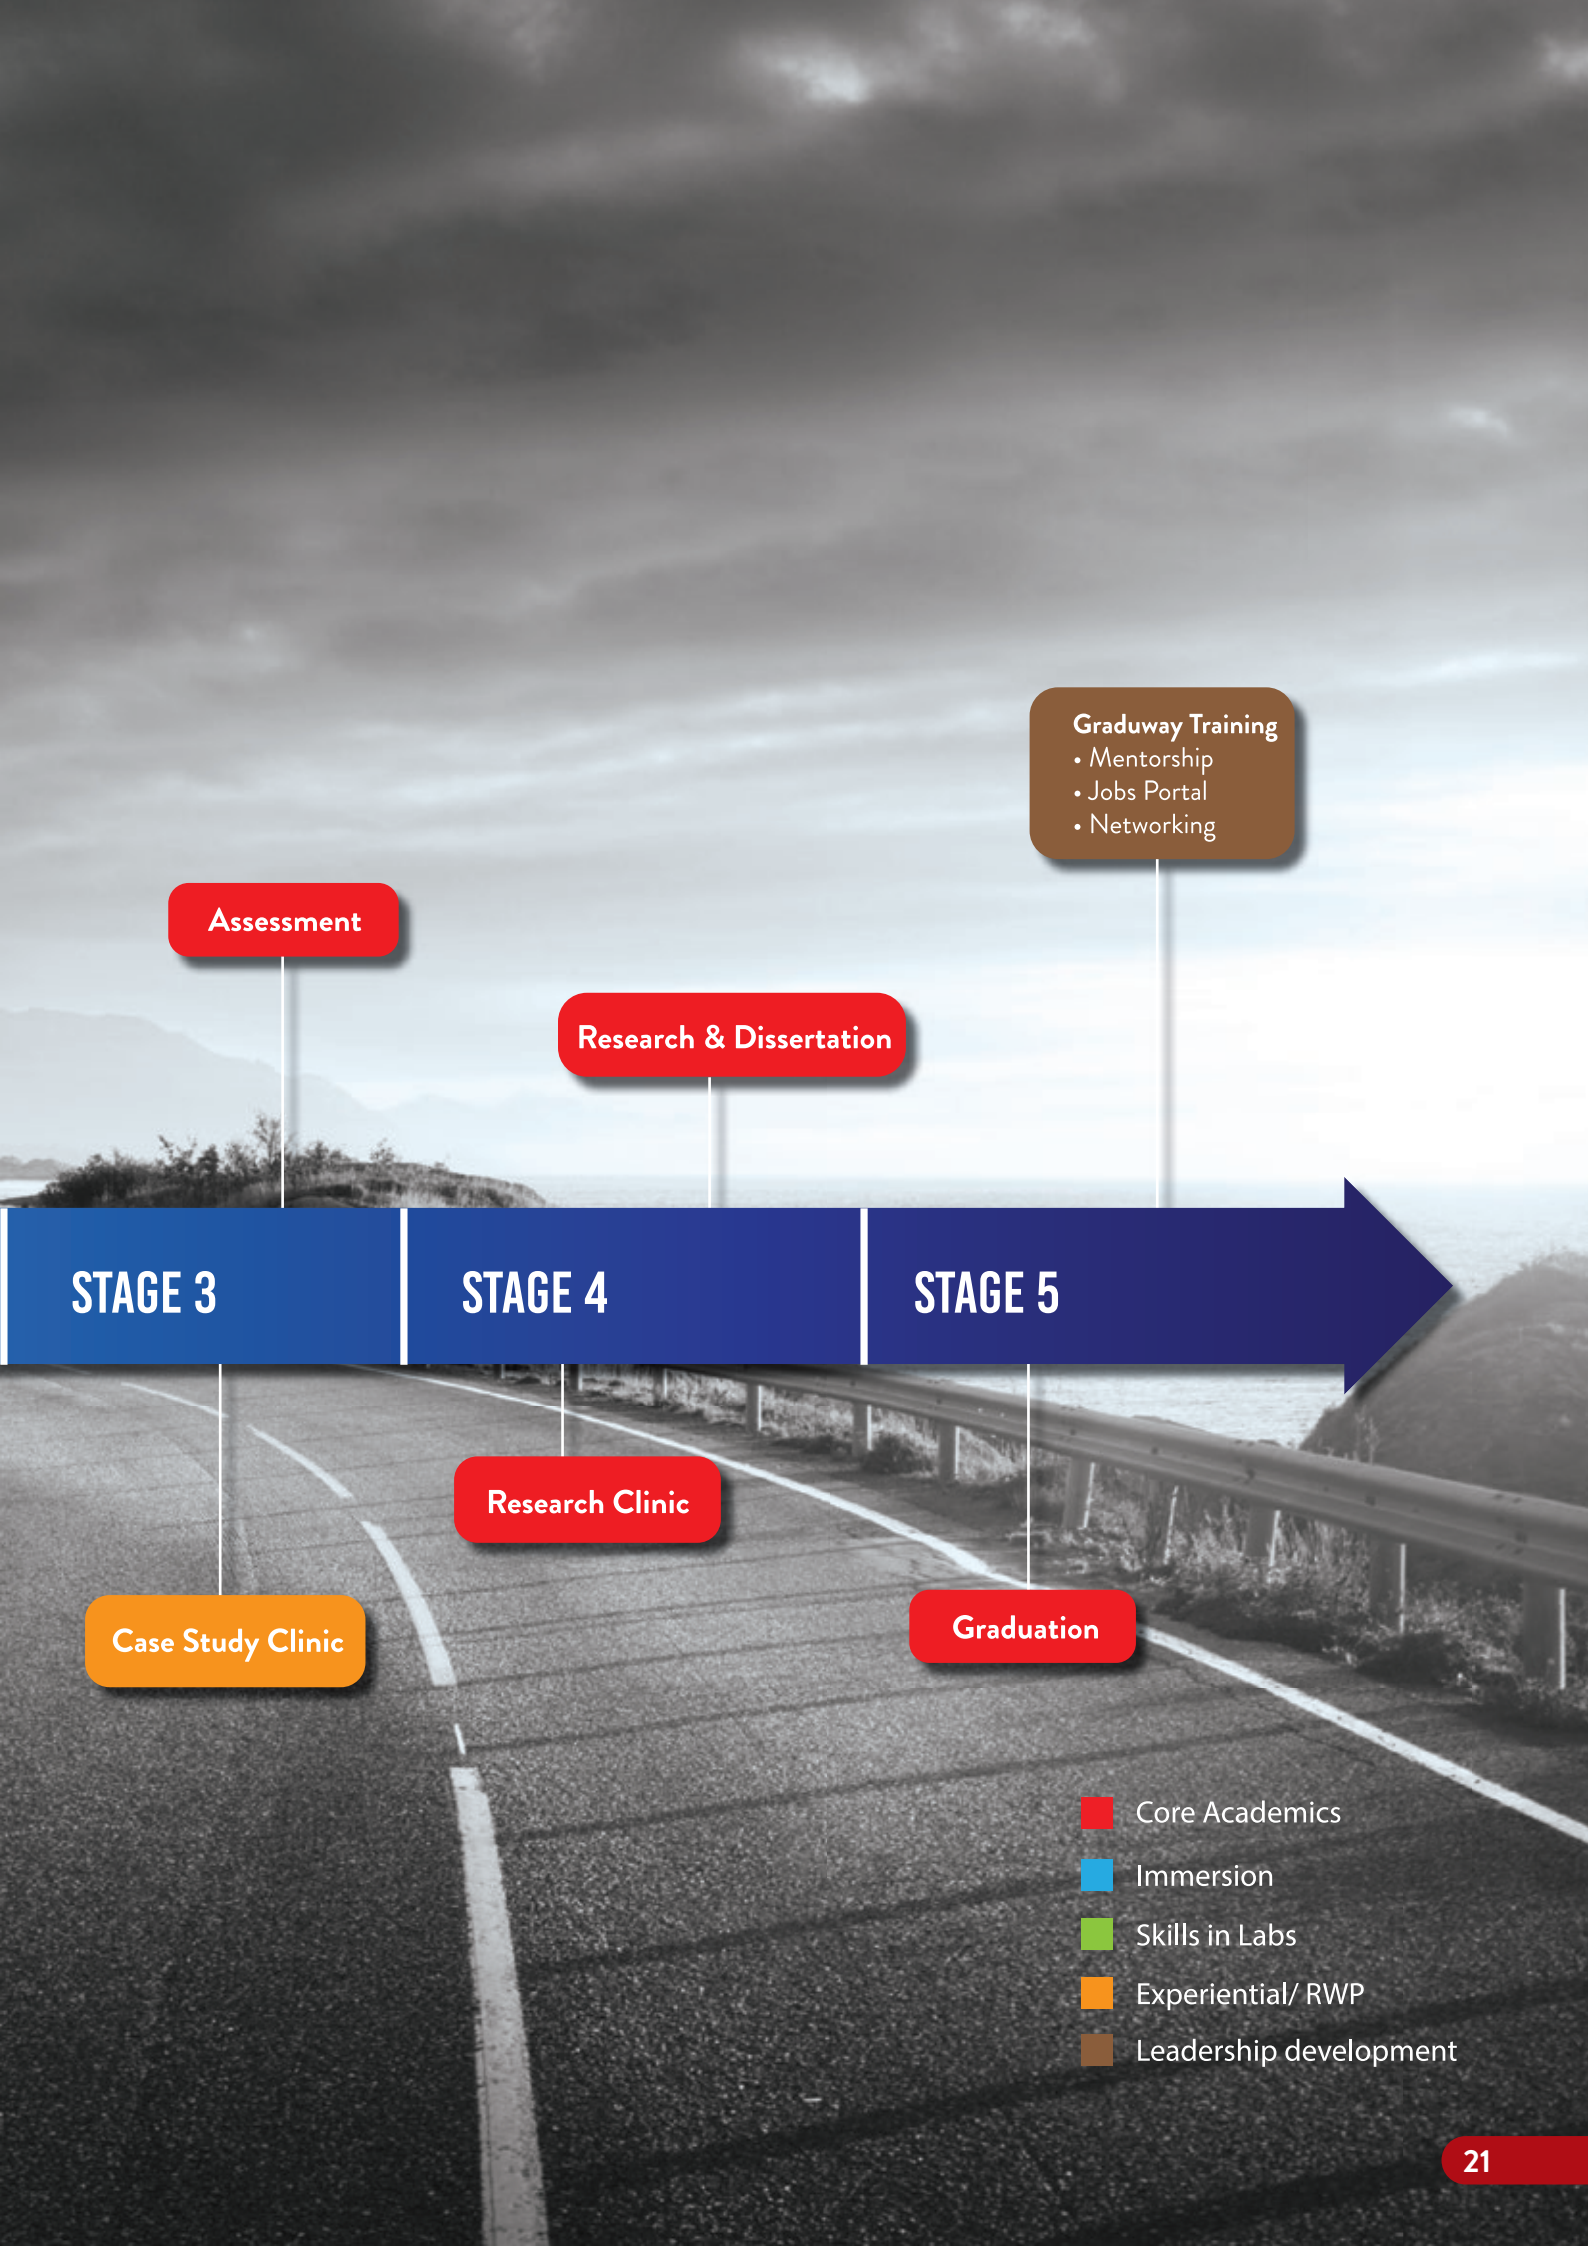 Graduway Training
• Mentorship
• Jobs Portal
• Networking
Assessment
Research & Dissertation
STAGE 3
STAGE 4
STAGE 5
Research Clinic
Case Study Clinic
Graduation
Core Academics
Immersion
Skills in Labs
Experiential/ RWP
Leadership development
21